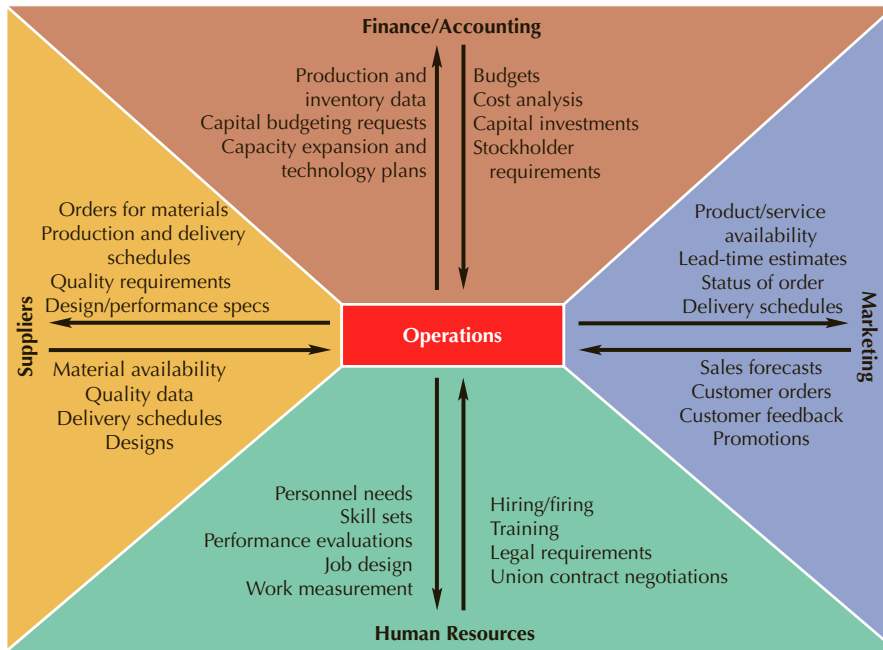 Finance/Accounting
Production and
inventory data
Capital budgeting requests
Capacity expansion and
technology plans
Budgets
Cost analysis
Capital investments
Stockholder
requirements
Suppliers
Orders for materials
Production and delivery
schedules
Quality requirements
Design/performance specs
Material availability
Quality data
Delivery schedules
Designs
Operations
Product/service
availability
Lead-time estimates
Status of order
Delivery schedules
Sales forecasts
Customer orders
Customer feedback
Promotions
Marketing
Personnel needs
Skill sets
Performance evaluations
Job design
Work measurement
Hiring/firing
Training
Legal requirements
Union contract negotiations
Human Resources